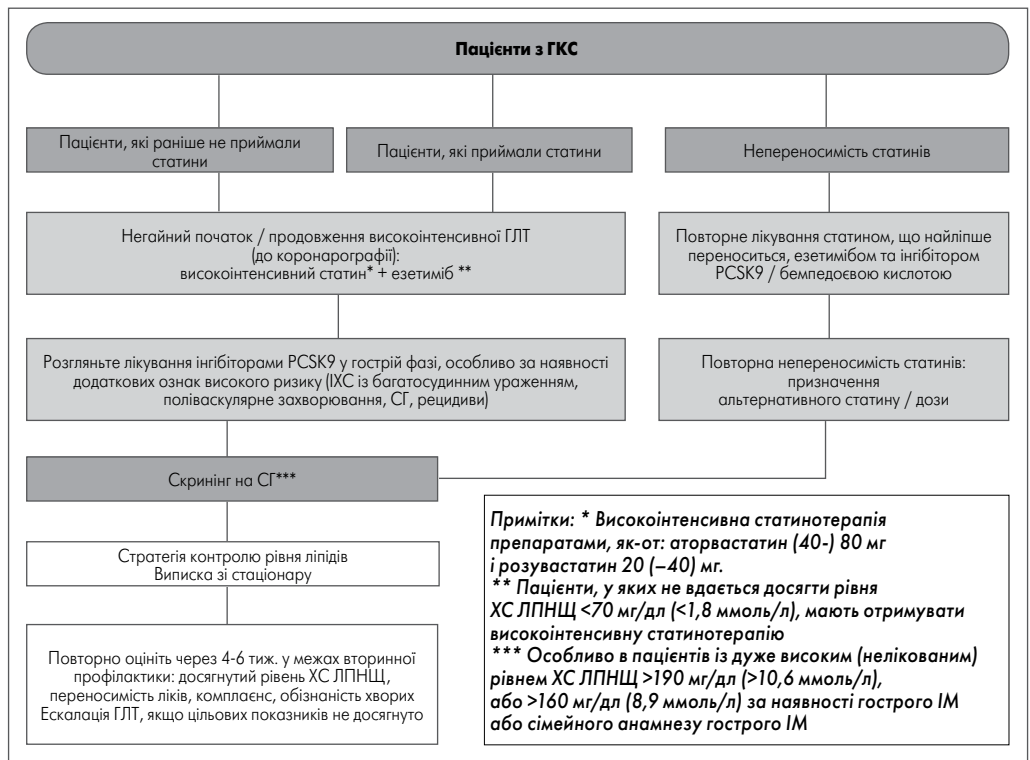 Пацієнти з ГКС
Пацієнти, які раніше не приймали
статини
Пацієнти, які приймали статини
Непереносимість статинів
Негайний початок / продовження високоінтенсивної ГЛТ
(до коронарографії):
високоінтенсивний статин* + езетиміб **
Повторне лікування статином, що найліпше
переноситься, езетимібом та інгібітором
PCSK9 / бемпедоєвою кислотою
Розгляньте лікування інгібіторами PCSK9 у гострій фазі, особливо за наявності
додаткових ознак високого ризику (ІХС із багатосудинним ураженням,
поліваскулярне захворювання, СГ, рецидиви)
Повторна непереносимість статинів:
призначення
альтернативного статину / дози
Скринінг на СГ***
Стратегія контролю рівня ліпідів
Виписка зі стаціонару
Повторно оцініть через 4-6 тиж. у межах вторинної
профілактики: досягнутий рівень ХС ЛПНЩ,
переносимість ліків, комплаєнс, обізнаність хворих
Ескалація ГЛТ, якщо цільових показників не досягнуто
Примітки: * Високоінтенсивна статинотерапія
препаратами, як-от: аторвастатин (40-) 80 мг
і розувастатин 20 (–40) мг.
** Пацієнти, у яких не вдається досягти рівня
ХС ЛПНЩ <70 мг/дл (<1,8 ммоль/л), мають отримувати
високоінтенсивну статинотерапію
*** Особливо в пацієнтів із дуже високим (нелікованим)
рівнем ХС ЛПНЩ >190 мг/дл (>10,6 ммоль/л),
або >160 мг/дл (8,9 ммоль/л) за наявності гострого ІМ
або сімейного анамнезу гострого ІМ